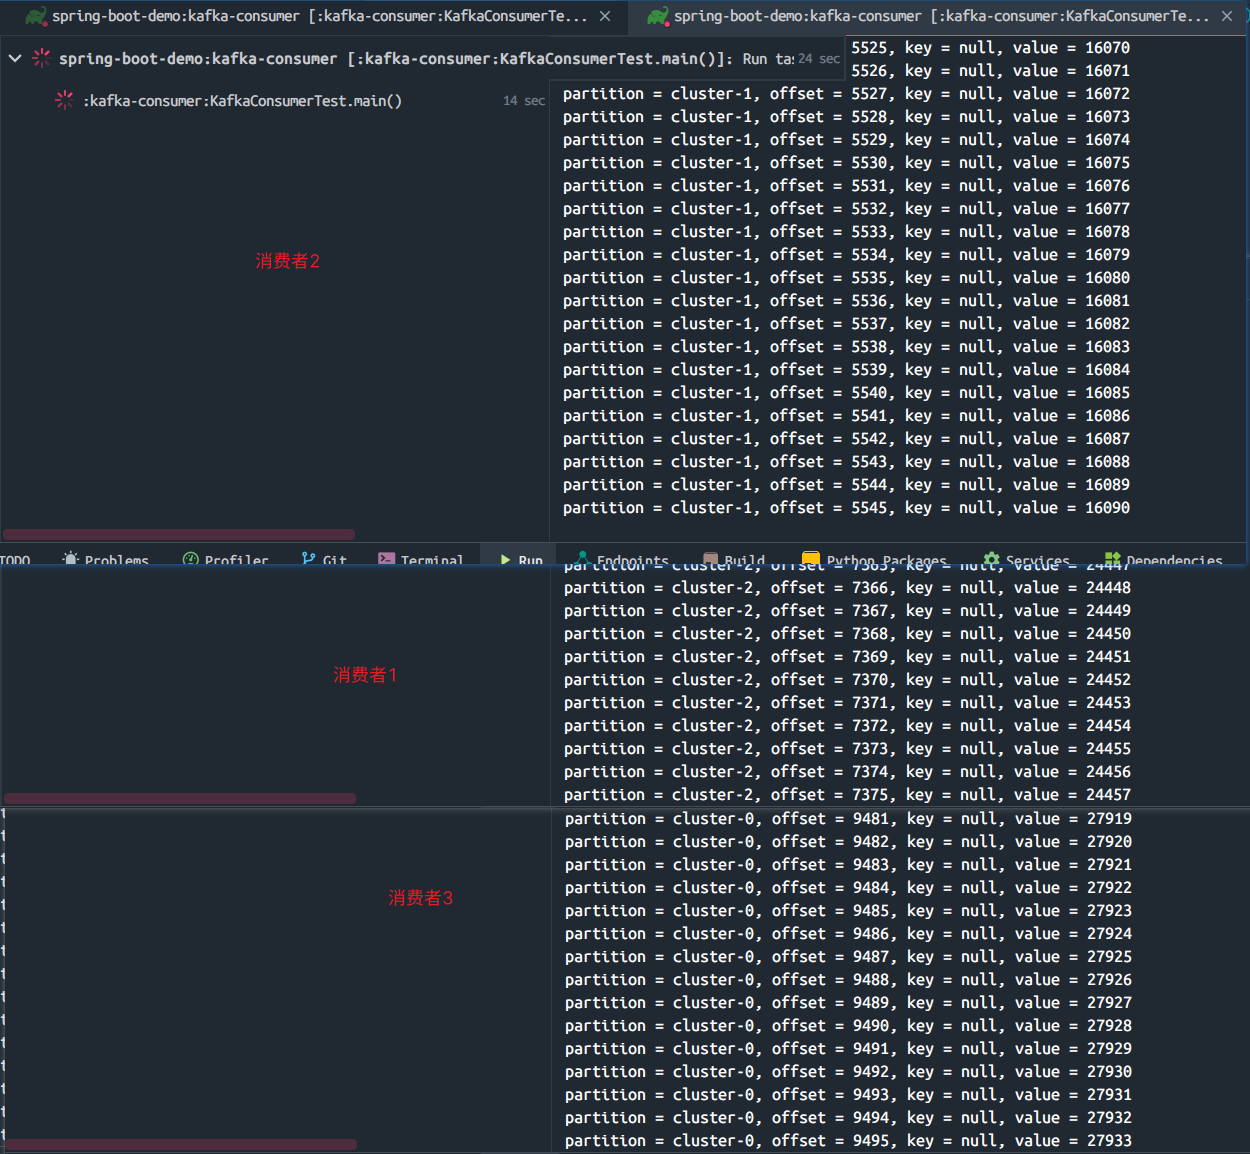 spring-boot-demo:kafka-consumer [:kafka-consumer:KafkaConsumerTe...
spring-boot-demo:kafka-consumer [:kafka-consumer:KafkaConsumerTe...
spring-boot-demo:kafka-consumer [:kafka-consumer:KafkaConsumerTest.main()]: Run tas 24 sec
:kafka-consumer:KafkaConsumerTest.main() 14 sec
消费者2
5525, key = null, value = 16070
5526, key = null, value = 16071
partition = cluster-1, offset = 5527, key = null, value = 16072
partition = cluster-1, offset = 5528, key = null, value = 16073
partition = cluster-1, offset = 5529, key = null, value = 16074
partition = cluster-1, offset = 5530, key = null, value = 16075
partition = cluster-1, offset = 5531, key = null, value = 16076
partition = cluster-1, offset = 5532, key = null, value = 16077
partition = cluster-1, offset = 5533, key = null, value = 16078
partition = cluster-1, offset = 5534, key = null, value = 16079
partition = cluster-1, offset = 5535, key = null, value = 16080
partition = cluster-1, offset = 5536, key = null, value = 16081
partition = cluster-1, offset = 5537, key = null, value = 16082
partition = cluster-1, offset = 5538, key = null, value = 16083
partition = cluster-1, offset = 5539, key = null, value = 16084
partition = cluster-1, offset = 5540, key = null, value = 16085
partition = cluster-1, offset = 5541, key = null, value = 16086
partition = cluster-1, offset = 5542, key = null, value = 16087
partition = cluster-1, offset = 5543, key = null, value = 16088
partition = cluster-1, offset = 5544, key = null, value = 16089
partition = cluster-1, offset = 5545, key = null, value = 16090
TODO Problems Profiler Git Terminal Run Endpoints Build Python Packages Services Dependencies
partition = cluster-2, offset = 7365, key = null, value = 24447
消费者1
partition = cluster-2, offset = 7366, key = null, value = 24448
partition = cluster-2, offset = 7367, key = null, value = 24449
partition = cluster-2, offset = 7368, key = null, value = 24450
partition = cluster-2, offset = 7369, key = null, value = 24451
partition = cluster-2, offset = 7370, key = null, value = 24452
partition = cluster-2, offset = 7371, key = null, value = 24453
partition = cluster-2, offset = 7372, key = null, value = 24454
partition = cluster-2, offset = 7373, key = null, value = 24455
partition = cluster-2, offset = 7374, key = null, value = 24456
partition = cluster-2, offset = 7375, key = null, value = 24457
消费者3
partition = cluster-0, offset = 9481, key = null, value = 27919
partition = cluster-0, offset = 9482, key = null, value = 27920
partition = cluster-0, offset = 9483, key = null, value = 27921
partition = cluster-0, offset = 9484, key = null, value = 27922
partition = cluster-0, offset = 9485, key = null, value = 27923
partition = cluster-0, offset = 9486, key = null, value = 27924
partition = cluster-0, offset = 9487, key = null, value = 27925
partition = cluster-0, offset = 9488, key = null, value = 27926
partition = cluster-0, offset = 9489, key = null, value = 27927
partition = cluster-0, offset = 9490, key = null, value = 27928
partition = cluster-0, offset = 9491, key = null, value = 27929
partition = cluster-0, offset = 9492, key = null, value = 27930
partition = cluster-0, offset = 9493, key = null, value = 27931
partition = cluster-0, offset = 9494, key = null, value = 27932
partition = cluster-0, offset = 9495, key = null, value = 27933